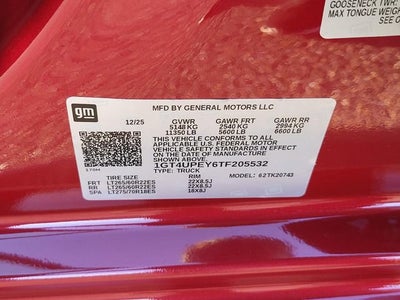 GOOSENECK TWR:
MAX TONGUE WEIGH
SEE O
gm
MFD BY GENERAL MOTORS LLC
12/25 GVWR GAWR FRT GAWR RR
5148 KG 2540 KG 2994 KG
11350 LB 5600 LB 6600 LB
THIS VEHICLE CONFORMS TO ALL
APPLICABLE U.S. FEDERAL MOTOR
VEHICLE SAFETY STANDARDS IN EFFECT
ON THE DATE OF MANUFACTURE
SHOWN ABOVE.
1GT4UPEY6TF205532
TYPE: TRUCK
MODEL: 62TK20743
TIRE SIZE RIM
FRT LT265/60R22ES 22X8.5J
RR LT265/60R22ES 22X8.5J
SPA LT275/70R18ES 18X8J